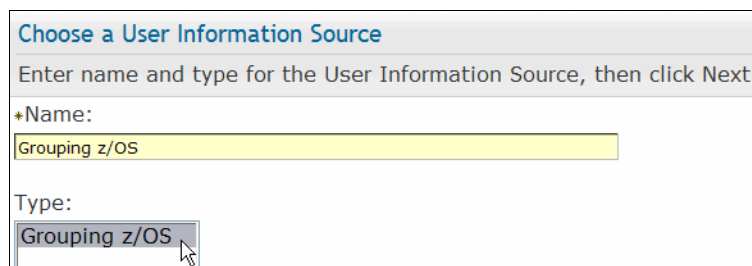 Choose a User Information Source
Enter name and type for the User Information Source, then click Next
*Name:
Grouping z/OS
Type:
Grouping z/OS